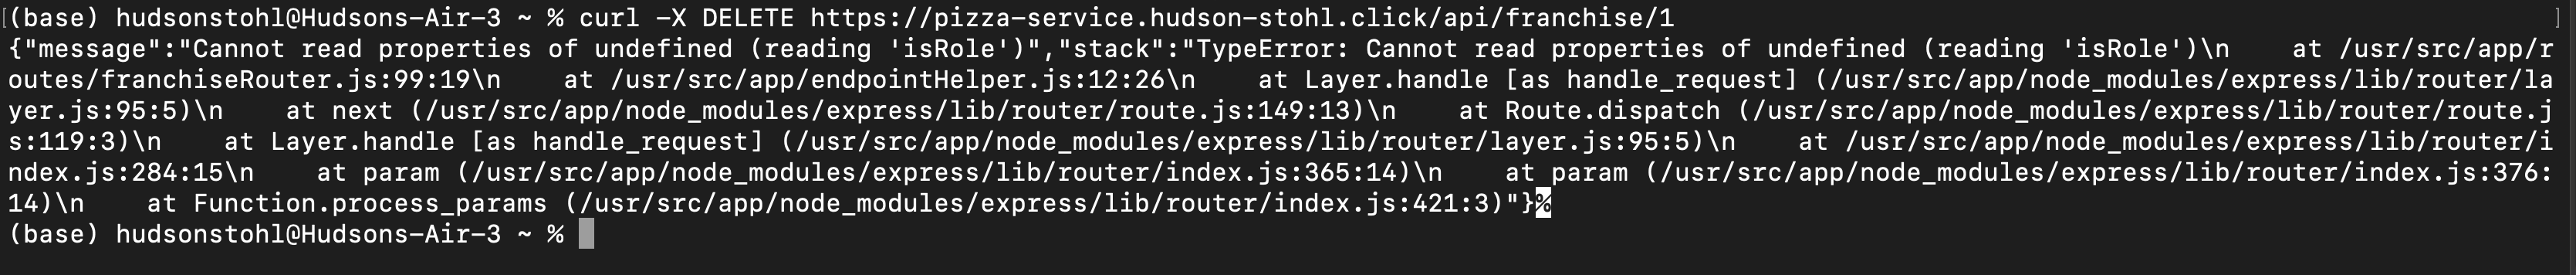 [(base) hudsonstohl@Hudsons-Air-3 ~ % curl -X DELETE https://pizza-service.hudson-stohl.click/api/franchise/1 ]
{"message":"Cannot read properties of undefined (reading 'isRole')","stack":"TypeError: Cannot read properties of undefined (reading 'isRole')\n    at /usr/src/app/r
outes/franchiseRouter.js:99:19\n    at /usr/src/app/endpointHelper.js:12:26\n    at Layer.handle [as handle_request] (/usr/src/app/node_modules/express/lib/router/la
yer.js:95:5)\n    at next (/usr/src/app/node_modules/express/lib/router/route.js:149:13)\n    at Route.dispatch (/usr/src/app/node_modules/express/lib/router/route.j
s:119:3)\n    at Layer.handle [as handle_request] (/usr/src/app/node_modules/express/lib/router/layer.js:95:5)\n    at /usr/src/app/node_modules/express/lib/router/i
ndex.js:284:15\n    at param (/usr/src/app/node_modules/express/lib/router/index.js:365:14)\n    at param (/usr/src/app/node_modules/express/lib/router/index.js:376:
14)\n    at Function.process_params (/usr/src/app/node_modules/express/lib/router/index.js:421:3)"}%
(base) hudsonstohl@Hudsons-Air-3 ~ %